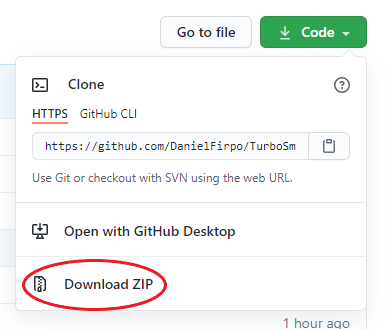 Go to file
Code
Clone
HTTPS GitHub CLI
https://github.com/DanielFirpo/TurboSm
Use Git or checkout with SVN using the web URL.
Open with GitHub Desktop
Download ZIP
1 hour ago